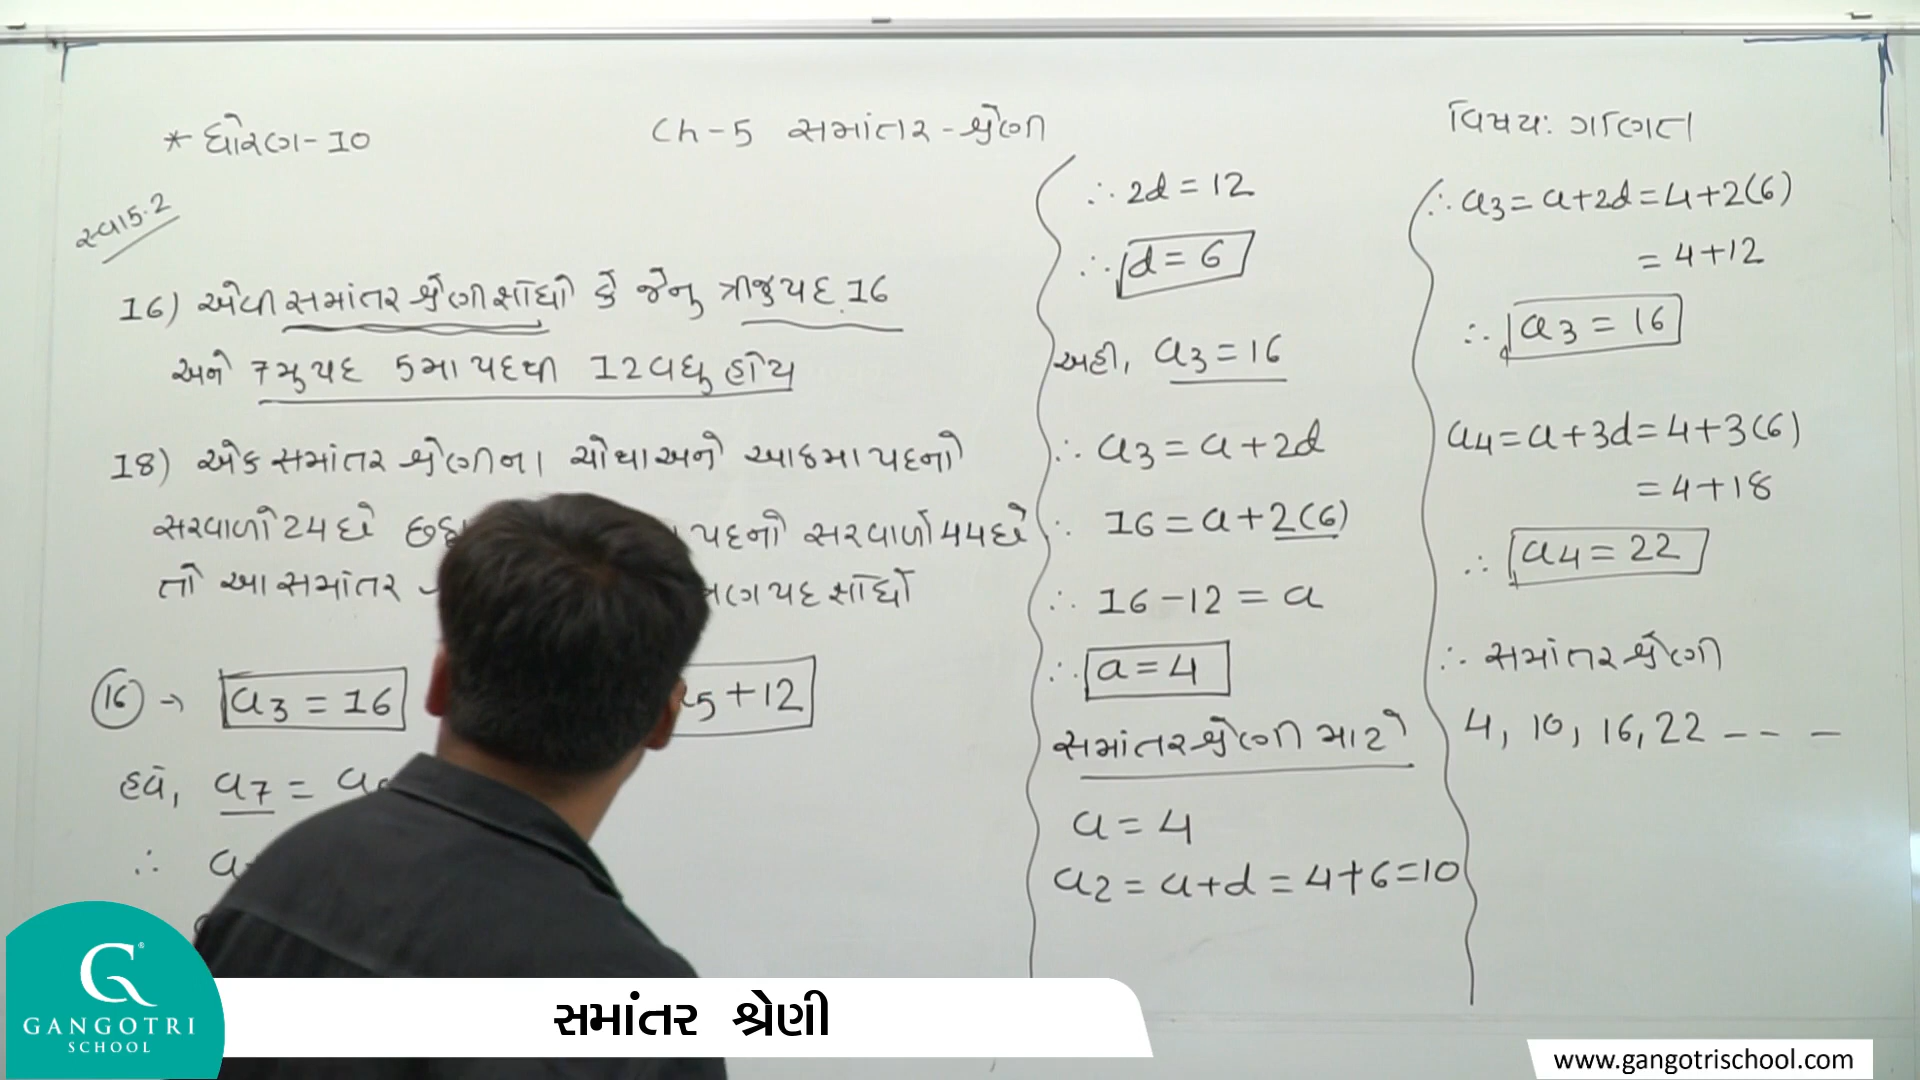 * ધોરણ-10
Ch-5 સમાંતર-શ્રેણી
વિષય: ગણિત
સ્વા 5.2
16) એવી સમાંતર શ્રેણી શોધો કે જેનુ ત્રીજુ પદ 16
અને 7મુ પદ 5મા પદથી 12 વધુ હોય
18) એક સમાંતર શ્રેણીના ચોથા અને આઠમા પદનો
સરવાળો 24 છે પદનો સરવાળો 44 છે
તો આ સમાંતર પદ શોધો
(16) → a3 = 16 5 + 12
હવે, a7 =
∴ a
∴ 2d = 12
∴ d = 6
અહી, a3 = 16
∴ a3 = a + 2d
∴ 16 = a + 2(6)
∴ 16 - 12 = a
∴ a = 4
સમાંતર શ્રેણી માટે
a = 4
a2 = a+d = 4+6 = 10
∴ a3 = a+2d = 4+2(6)
= 4+12
∴ a3 = 16
a4 = a+3d = 4+3(6)
= 4+18
∴ a4 = 22
∴ સમાંતર શ્રેણી
4, 10, 16, 22 - - -
G
GANGOTRI
SCHOOL
સમાંતર શ્રેણી
www.gangotrischool.com